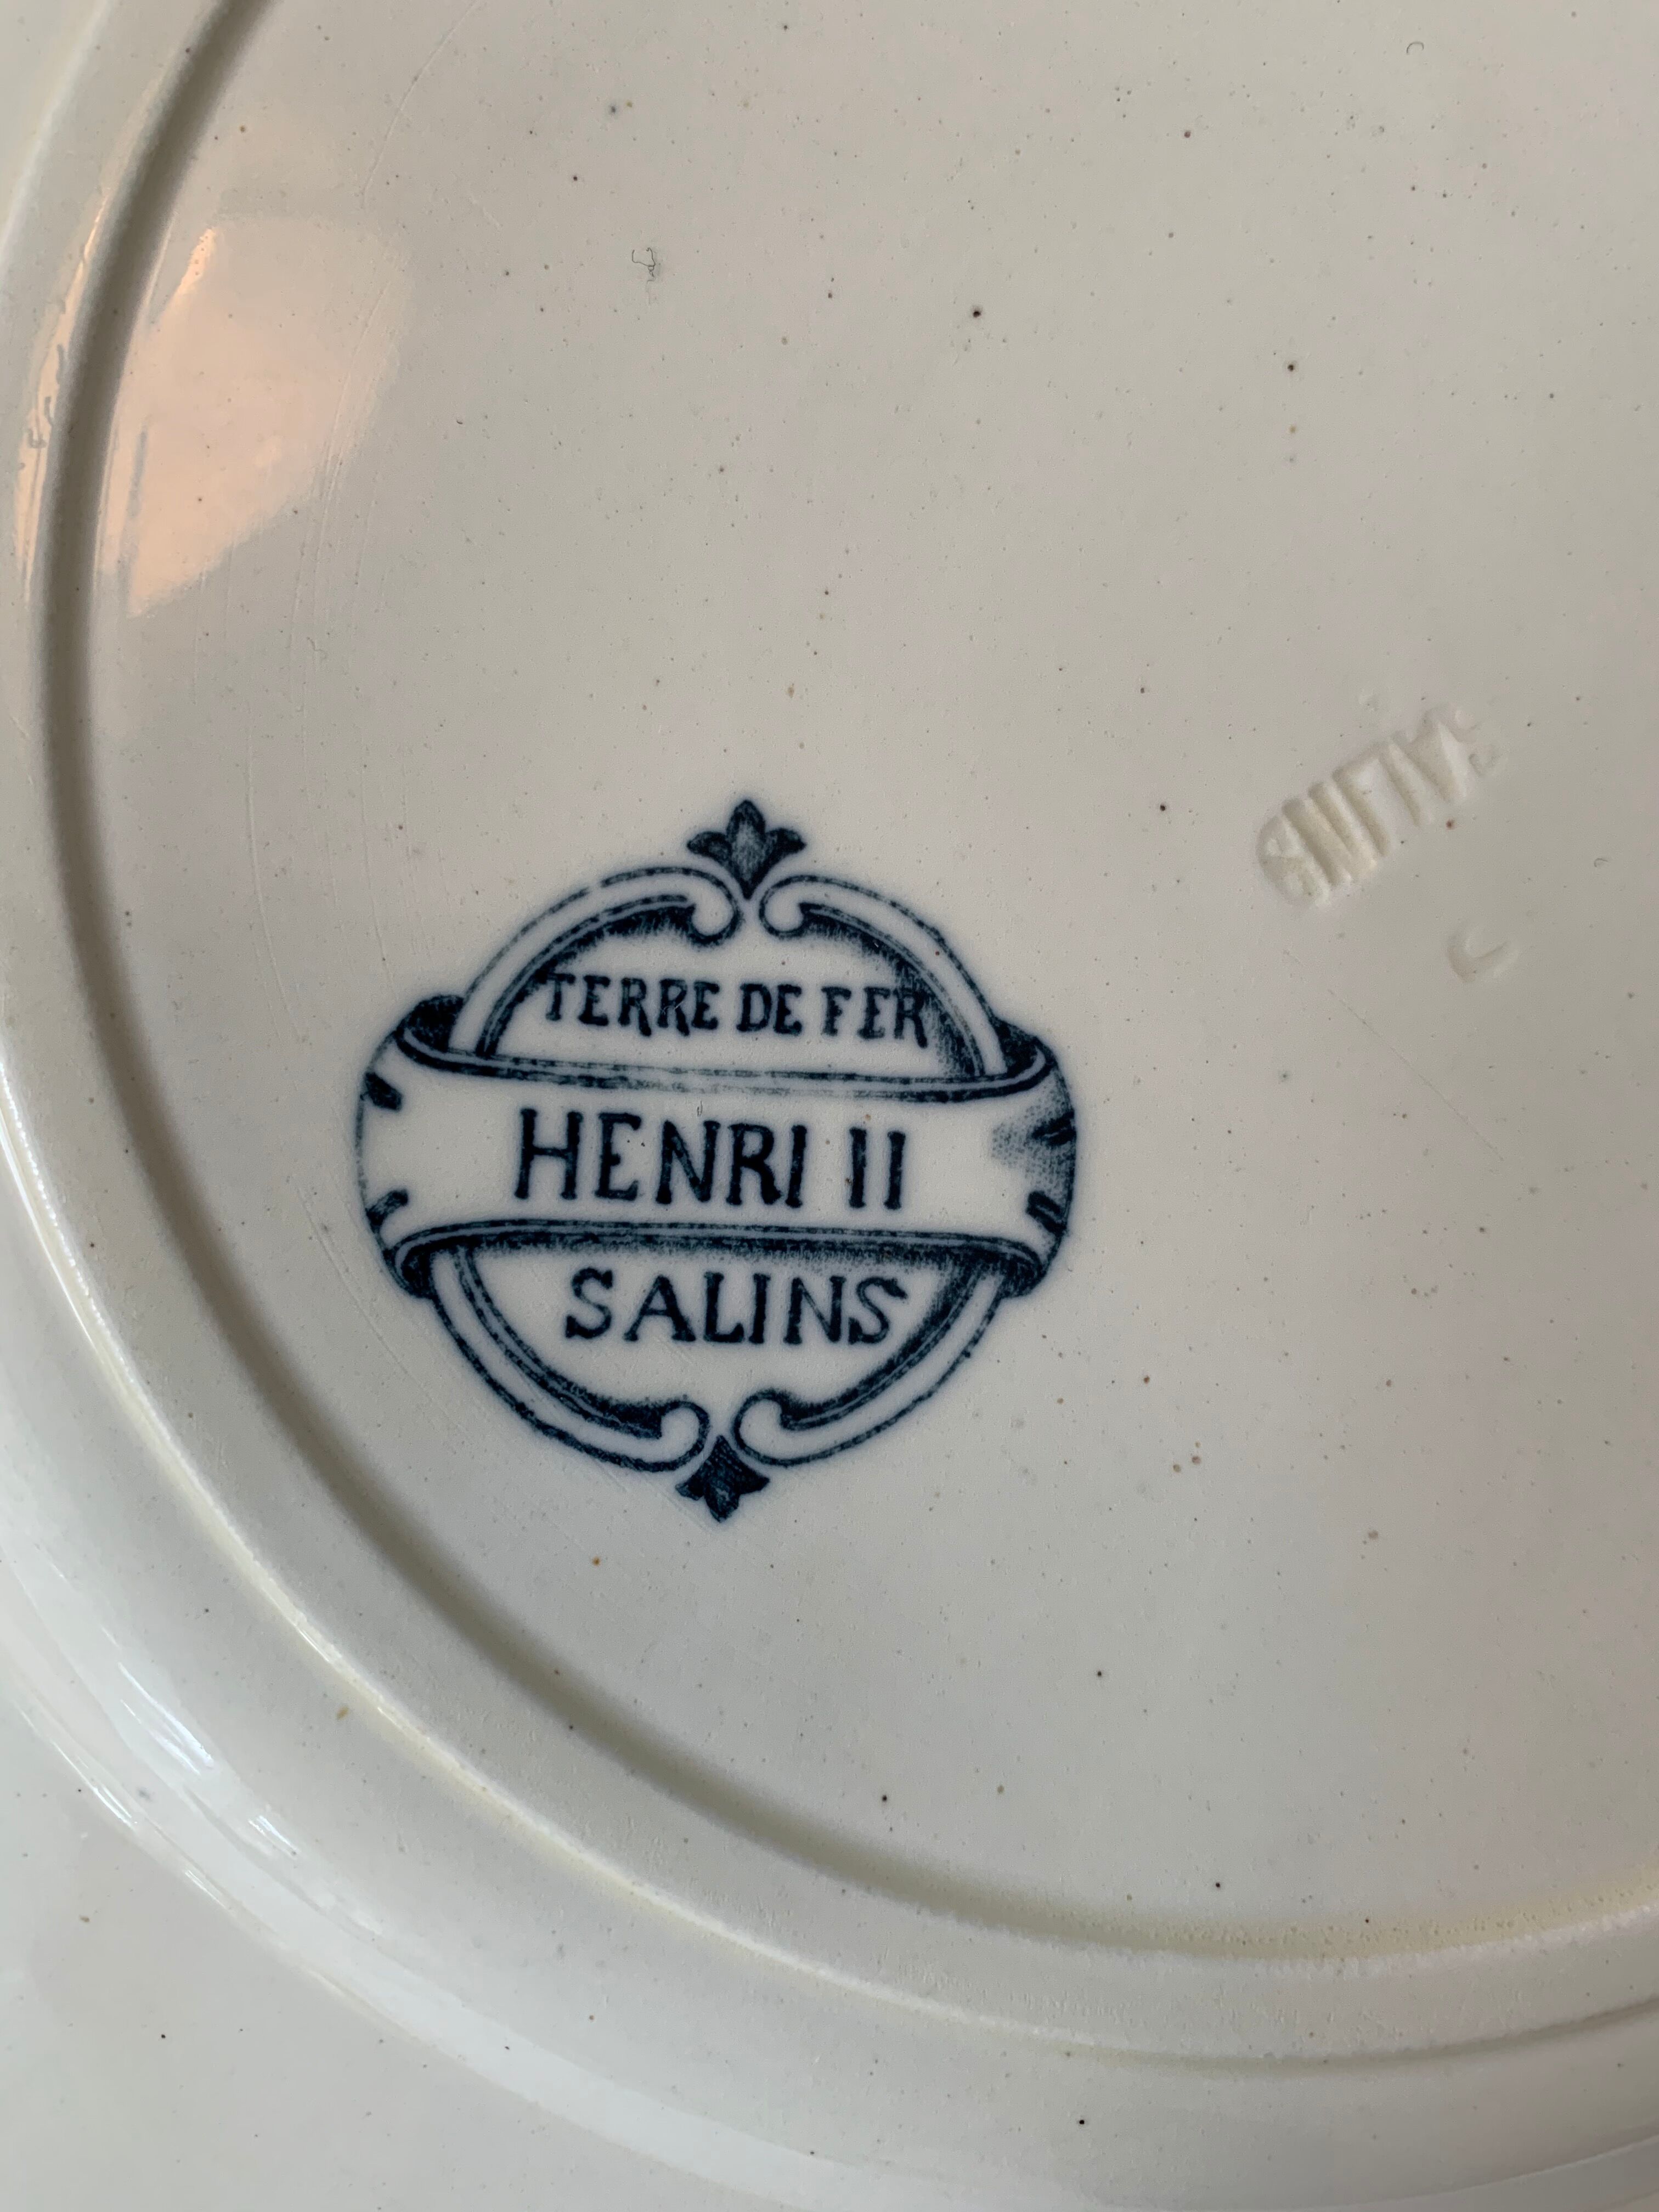 TERRE DE FER
HENRI II
SALINS
SALINS